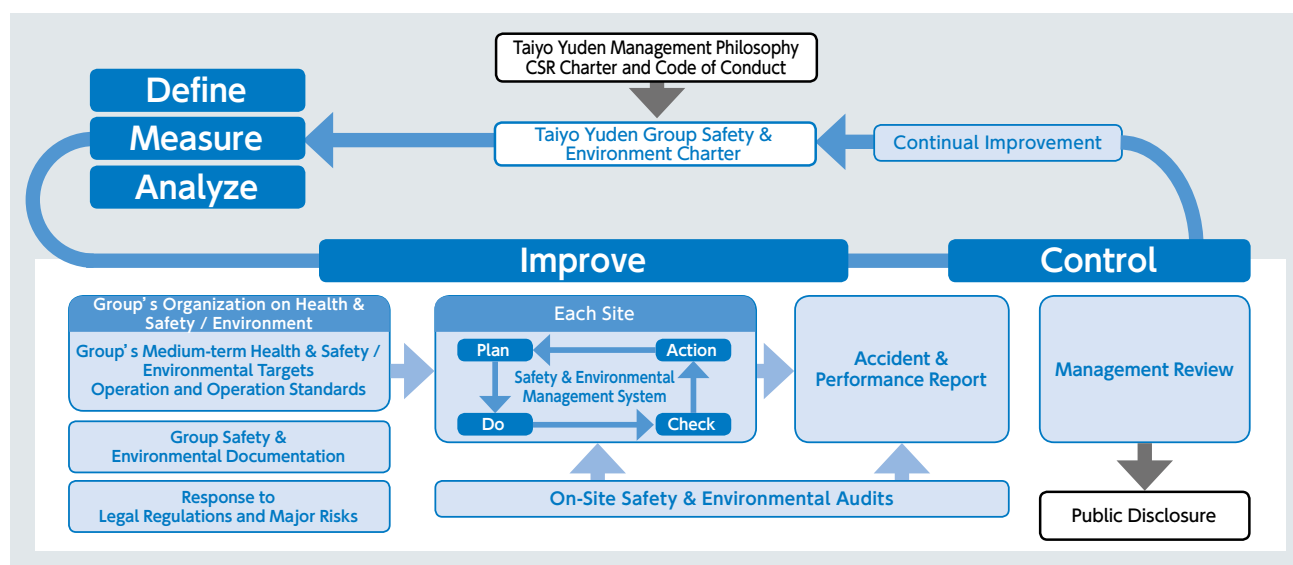 Taiyo Yuden Management Philosophy
CSR Charter and Code of Conduct
Define
Measure
Analyze
Taiyo Yuden Group Safety &
Environment Charter
Continual Improvement
Improve
Control
Group's Organization on Health &
Safety / Environment
Group's Medium-term Health & Safety /
Environmental Targets
Operation and Operation Standards
Group Safety &
Environmental Documentation
Response to
Legal Regulations and Major Risks
Each Site
Plan
Action
Safety & Environmental
Management System
Do
Check
Accident &
Performance Report
On-Site Safety & Environmental Audits
Management Review
Public Disclosure